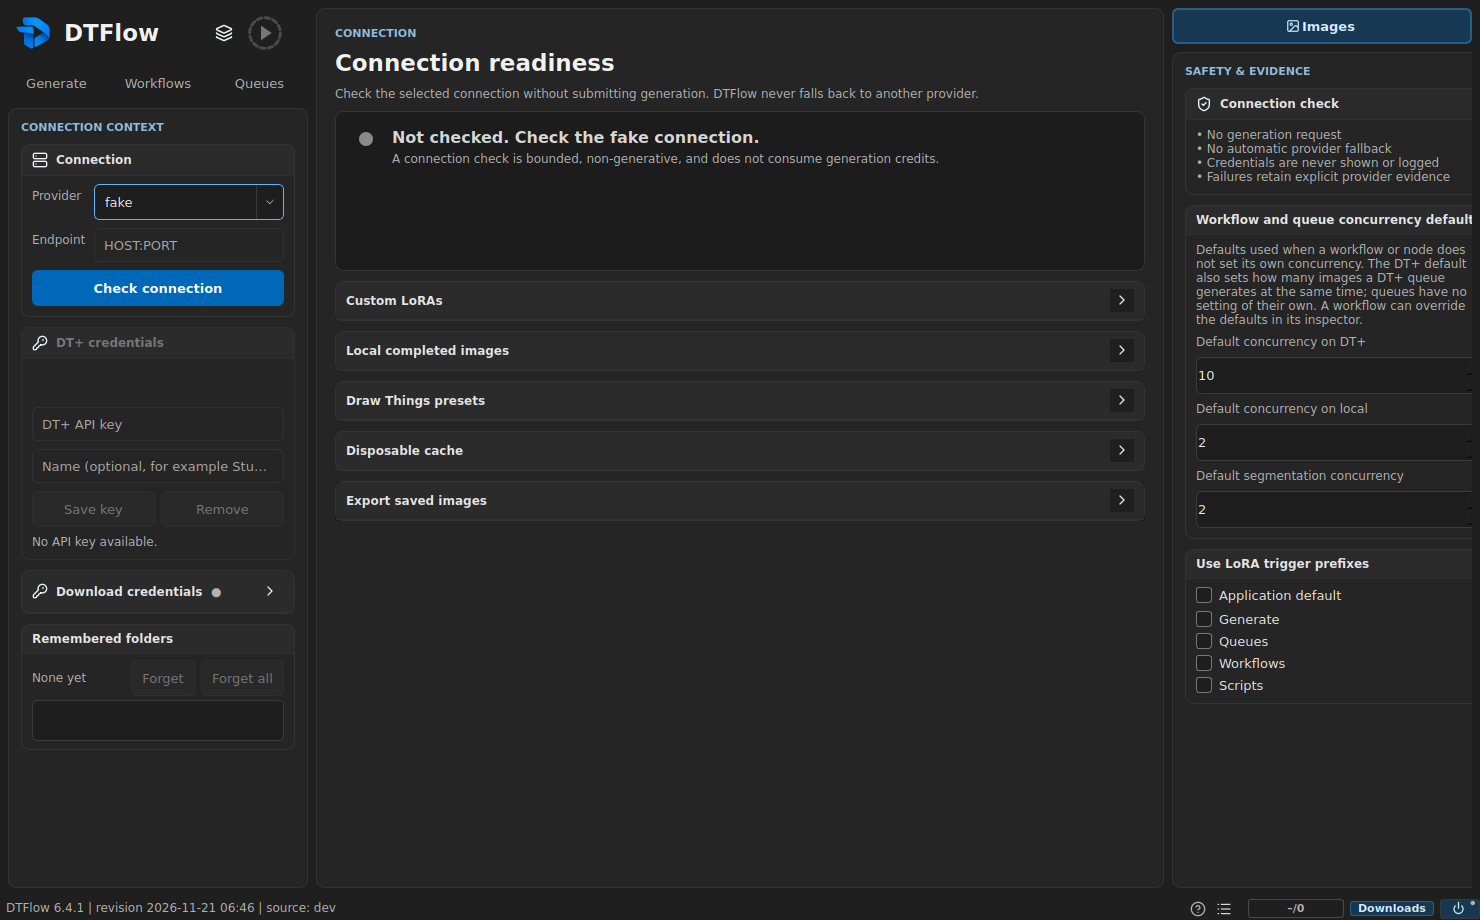 DTFlow
Generate
Workflows
Queues
CONNECTION CONTEXT
Connection
Provider
fake
Endpoint
HOST:PORT
Check connection
DT+ credentials
DT+ API key
Name (optional, for example Stu...
Save key
Remove
No API key available.
Download credentials
Remembered folders
None yet
Forget
Forget all
CONNECTION
Connection readiness
Check the selected connection without submitting generation. DTFlow never falls back to another provider.
Not checked. Check the fake connection.
A connection check is bounded, non-generative, and does not consume generation credits.
Custom LoRAs
Local completed images
Draw Things presets
Disposable cache
Export saved images
Images
SAFETY & EVIDENCE
Connection check
• No generation request
• No automatic provider fallback
• Credentials are never shown or logged
• Failures retain explicit provider evidence
Workflow and queue concurrency default
Defaults used when a workflow or node does
not set its own concurrency. The DT+ default
also sets how many images a DT+ queue
generates at the same time; queues have no
setting of their own. A workflow can override
the defaults in its inspector.
Default concurrency on DT+
10
Default concurrency on local
2
Default segmentation concurrency
2
Use LoRA trigger prefixes
Application default
Generate
Queues
Workflows
Scripts
DTFlow 6.4.1 | revision 2026-11-21 06:46 | source: dev
-/0
Downloads